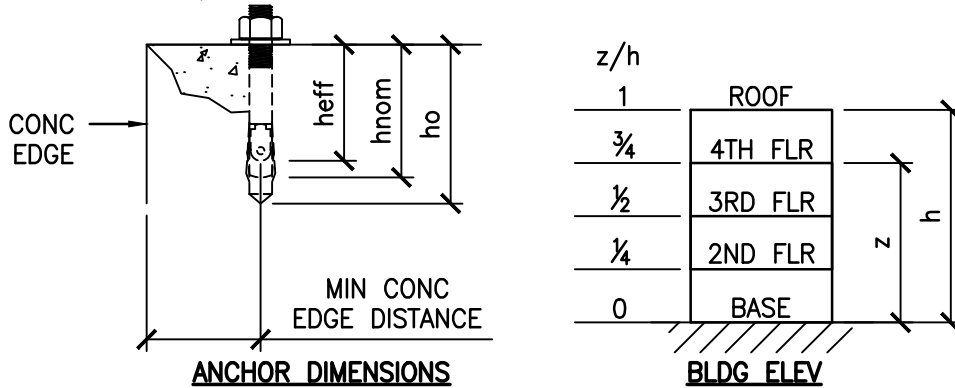 CONC
EDGE
heff
hnom
ho
MIN CONC
EDGE DISTANCE
ANCHOR DIMENSIONS
z/h
1
ROOF
¾
4TH FLR
½
3RD FLR
¼
2ND FLR
0
BASE
z
h
BLDG ELEV